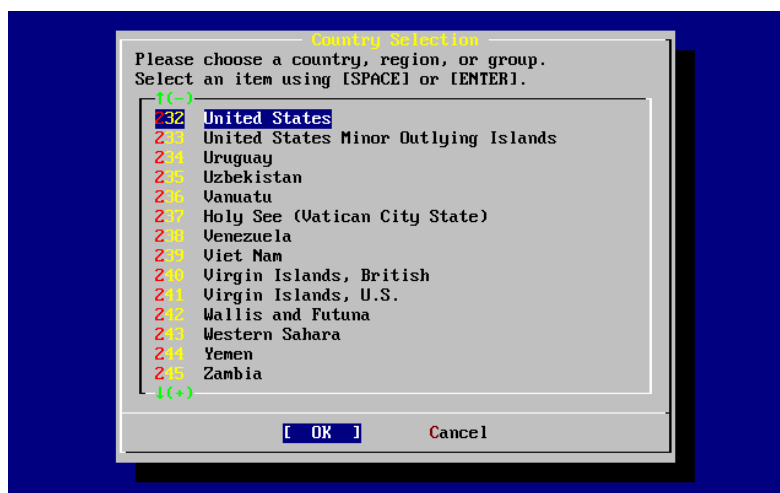 Country Selection
Please choose a country, region, or group.
Select an item using [SPACE] or [ENTER].
↑(-)
232 United States
233 United States Minor Outlying Islands
234 Uruguay
235 Uzbekistan
236 Vanuatu
237 Holy See (Vatican City State)
238 Venezuela
239 Viet Nam
240 Virgin Islands, British
241 Virgin Islands, U.S.
242 Wallis and Futuna
243 Western Sahara
244 Yemen
245 Zambia
↓(+)
[ OK ] Cancel